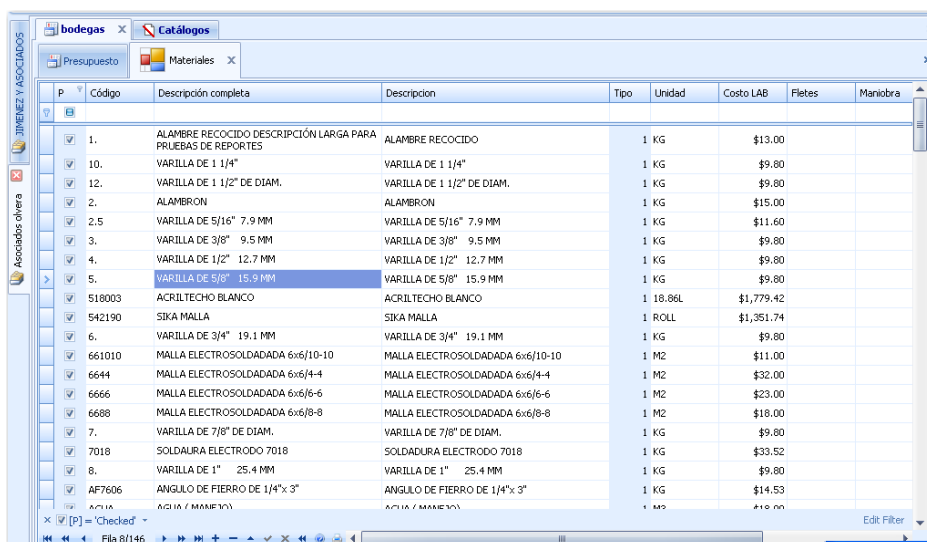 JIMENEZ Y ASOCIADOS
Asociados olvera
bodegas X Catálogos
Presupuesto Materiales X
P Código Descripción completa Descripcion Tipo Unidad Costo LAB Fletes Maniobra
1. ALAMBRE RECOCIDO DESCRIPCIÓN LARGA PARA PRUEBAS DE REPORTES ALAMBRE RECOCIDO 1 KG $13.00
10. VARILLA DE 1 1/4" VARILLA DE 1 1/4" 1 KG $9.80
12. VARILLA DE 1 1/2" DE DIAM. VARILLA DE 1 1/2" DE DIAM. 1 KG $9.80
2. ALAMBRON ALAMBRON 1 KG $15.00
2.5 VARILLA DE 5/16" 7.9 MM VARILLA DE 5/16" 7.9 MM 1 KG $11.60
3. VARILLA DE 3/8" 9.5 MM VARILLA DE 3/8" 9.5 MM 1 KG $9.80
4. VARILLA DE 1/2" 12.7 MM VARILLA DE 1/2" 12.7 MM 1 KG $9.80
5. VARILLA DE 5/8" 15.9 MM VARILLA DE 5/8" 15.9 MM 1 KG $9.80
518003 ACRILTECHO BLANCO ACRILTECHO BLANCO 1 18.86L $1,779.42
542190 SIKA MALLA SIKA MALLA 1 ROLL $1,351.74
6. VARILLA DE 3/4" 19.1 MM VARILLA DE 3/4" 19.1 MM 1 KG $9.80
661010 MALLA ELECTROSOLDADADA 6x6/10-10 MALLA ELECTROSOLDADADA 6x6/10-10 1 M2 $11.00
6644 MALLA ELECTROSOLDADADA 6x6/4-4 MALLA ELECTROSOLDADADA 6x6/4-4 1 M2 $32.00
6666 MALLA ELECTROSOLDADADA 6x6/6-6 MALLA ELECTROSOLDADADA 6x6/6-6 1 M2 $23.00
6688 MALLA ELECTROSOLDADADA 6x6/8-8 MALLA ELECTROSOLDADADA 6x6/8-8 1 M2 $18.00
7. VARILLA DE 7/8" DE DIAM. VARILLA DE 7/8" DE DIAM. 1 KG $9.80
7018 SOLDAURA ELECTRODO 7018 SOLDADURA ELECTRODO 7018 1 KG $33.52
8. VARILLA DE 1" 25.4 MM VARILLA DE 1" 25.4 MM 1 KG $9.80
AF7606 ANGULO DE FIERRO DE 1/4"x 3" ANGULO DE FIERRO DE 1/4"x 3" 1 KG $14.53
AGUA AGUA ( MANEJO) AGUA ( MANEJO) 1 M3 $18.00
[P] = 'Checked' Edit Filter
Fila 8/146